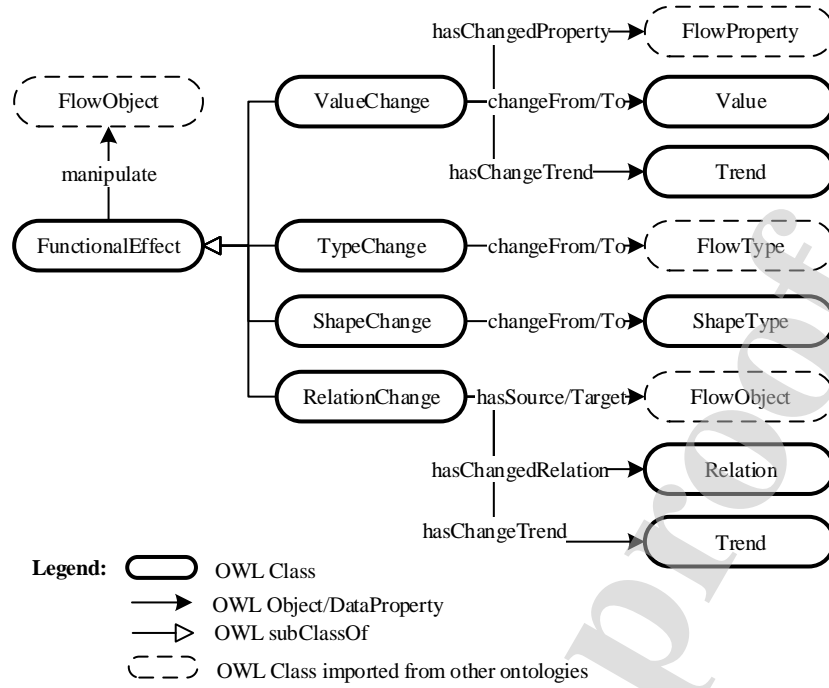 hasChangedProperty
FlowProperty
FlowObject
ValueChange
changeFrom/To
Value
manipulate
hasChangeTrend
Trend
FunctionalEffect
TypeChange
changeFrom/To
FlowType
ShapeChange
changeFrom/To
ShapeType
RelationChange
hasSource/Target
FlowObject
hasChangedRelation
Relation
hasChangeTrend
Trend
Legend:
OWL Class
OWL Object/DataProperty
OWL subClassOf
OWL Class imported from other ontologies
proof